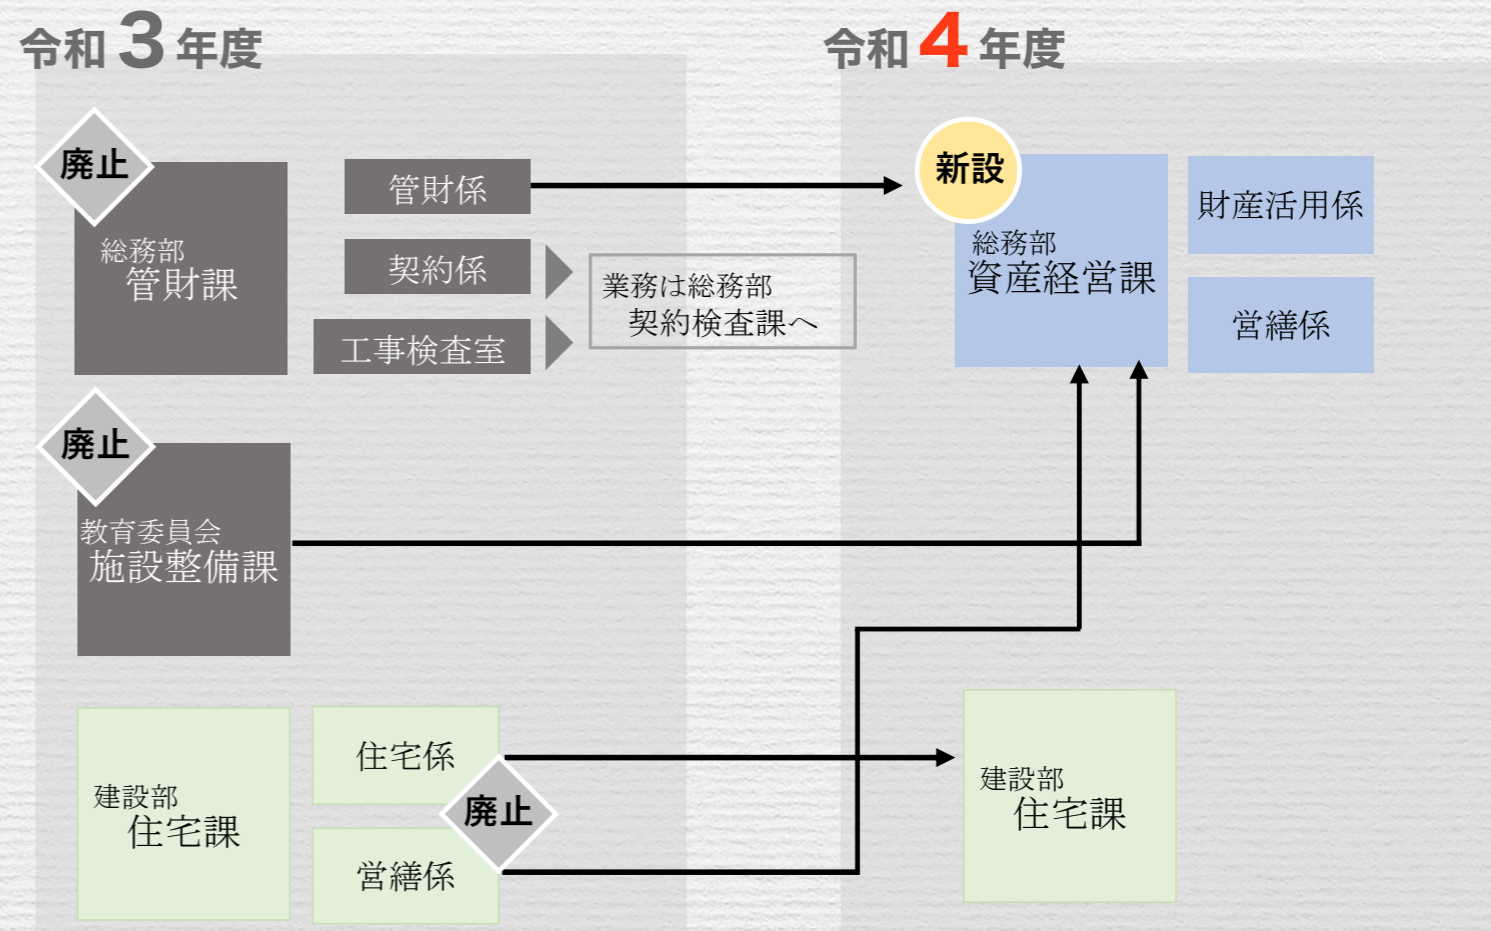 令和3年度
廃止
総務部
管財課
管財係
契約係
工事検査室
業務は総務部
契約検査課へ
廃止
教育委員会
施設整備課
建設部
住宅課
住宅係
廃止
営繕係
令和4年度
新設
総務部
資産経営課
財産活用係
営繕係
建設部
住宅課